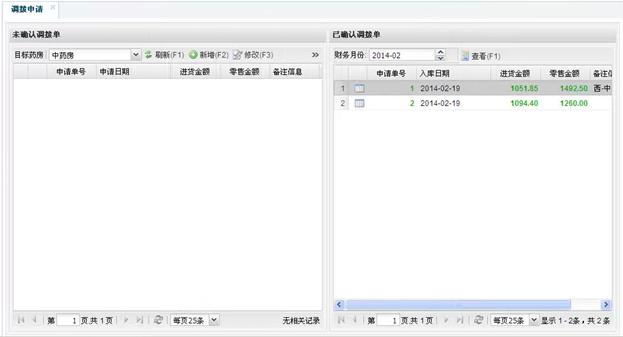 调拨申请
未确认调拨单
目标药房 中药房 刷新(F1) 新增(F2) 修改(F3) »
申请单号 申请日期 进货金额 零售金额 备注信息
第 1 页共1页 每页25条 无相关记录
已确认调拨单
财务月份: 2014-02 查看(F1)
申请单号 入库日期 进货金额 零售金额 备注信
1 1 2014-02-19 1051.85 1492.50 西-中
2 2 2014-02-19 1094.40 1260.00
第 1 页共1页 每页25条 显示 1 - 2条，共 2 条